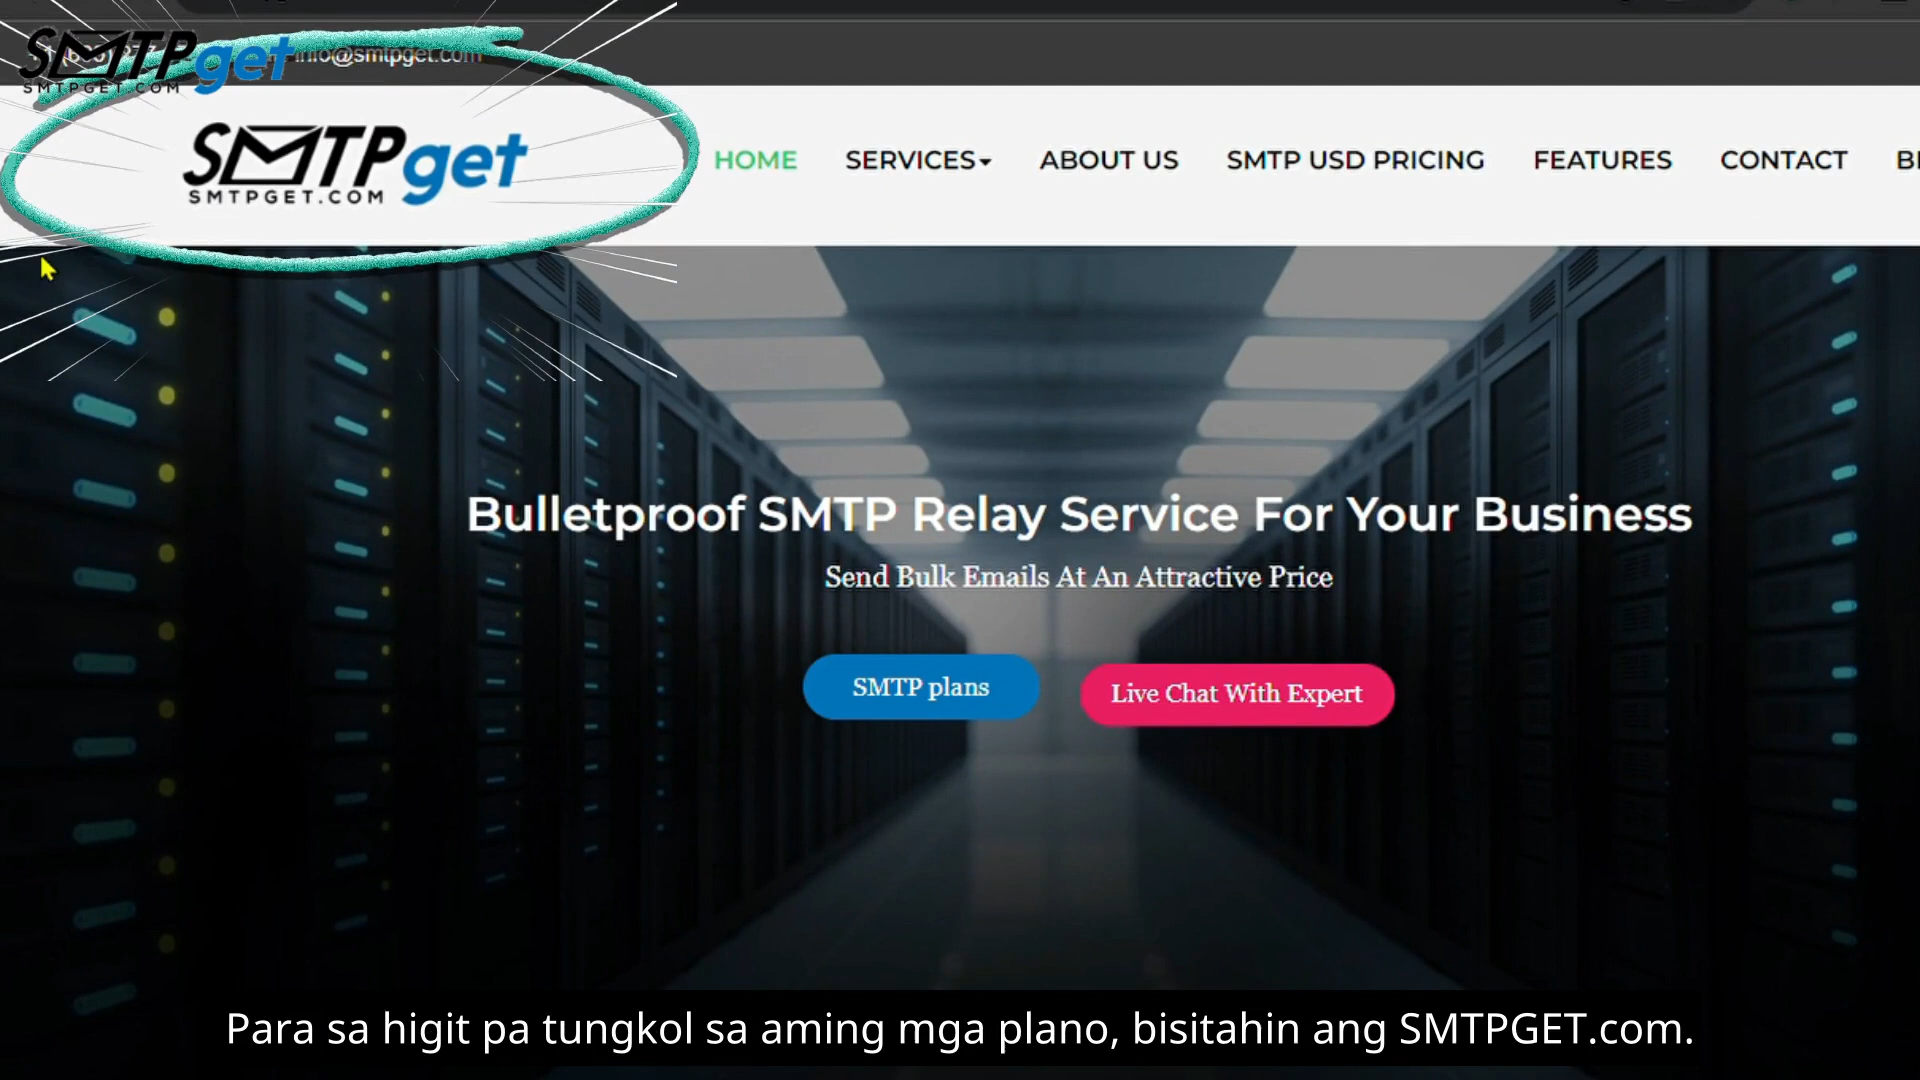 SMTPget
SMTPGET.COM
info@smtpget.com
SMTPget
SMTPGET.COM
HOME SERVICES ABOUT US SMTP USD PRICING FEATURES CONTACT
Bulletproof SMTP Relay Service For Your Business
Send Bulk Emails At An Attractive Price
SMTP plans
Live Chat With Expert
Para sa higit pa tungkol sa aming mga plano, bisitahin ang SMTPGET.com.